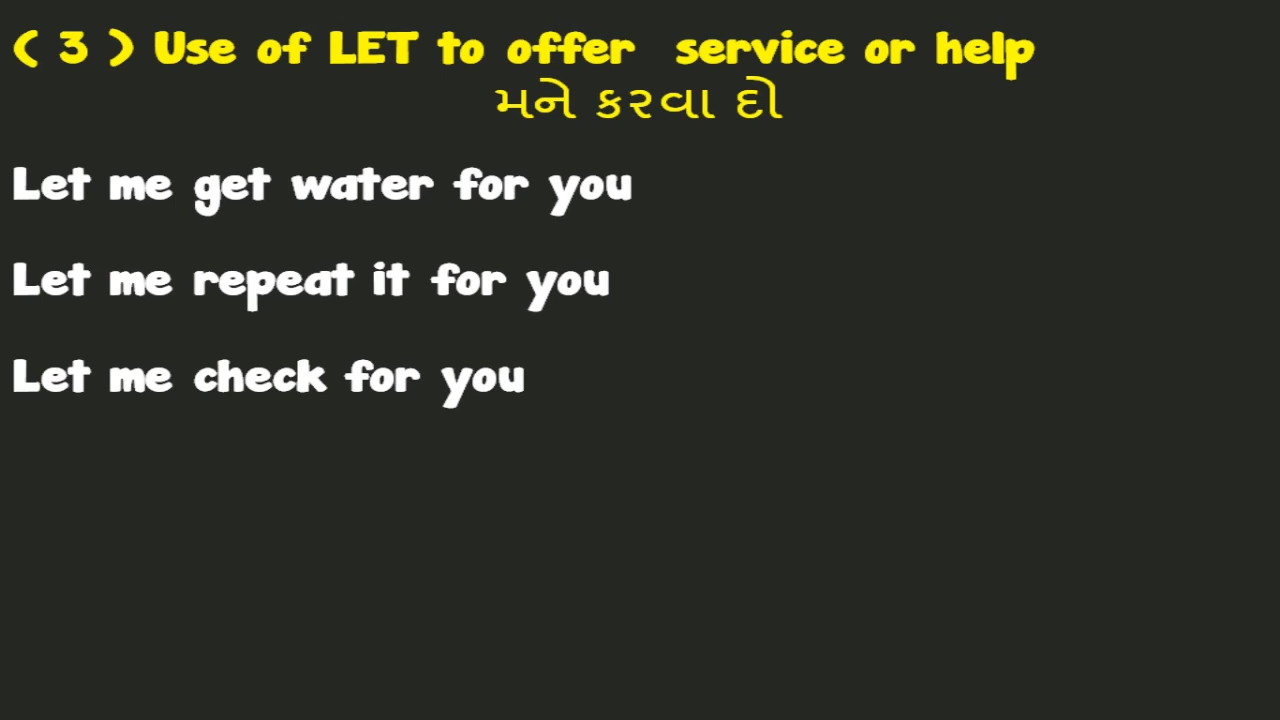 ( 3 ) Use of LET to offer service or help
મને કરવા દો
Let me get water for you
Let me repeat it for you
Let me check for you